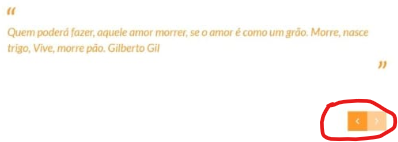 “
Quem poderá fazer, aquele amor morrer, se o amor é como um grão. Morre, nasce
trigo, Vive, morre pão. Gilberto Gil
”